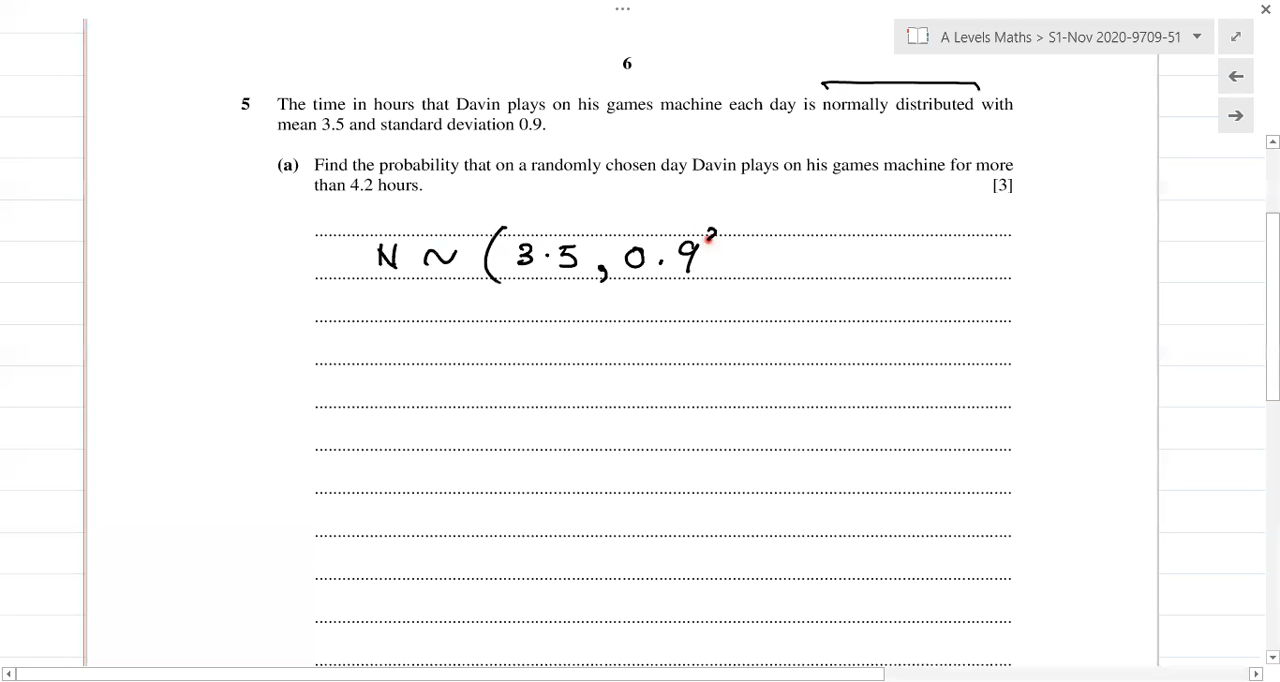 A Levels Maths > S1-Nov 2020-9709-51
6
5 The time in hours that Davin plays on his games machine each day is normally distributed with
mean 3.5 and standard deviation 0.9.
(a) Find the probability that on a randomly chosen day Davin plays on his games machine for more
than 4.2 hours. [3]
N ~ (3.5, 0.9²